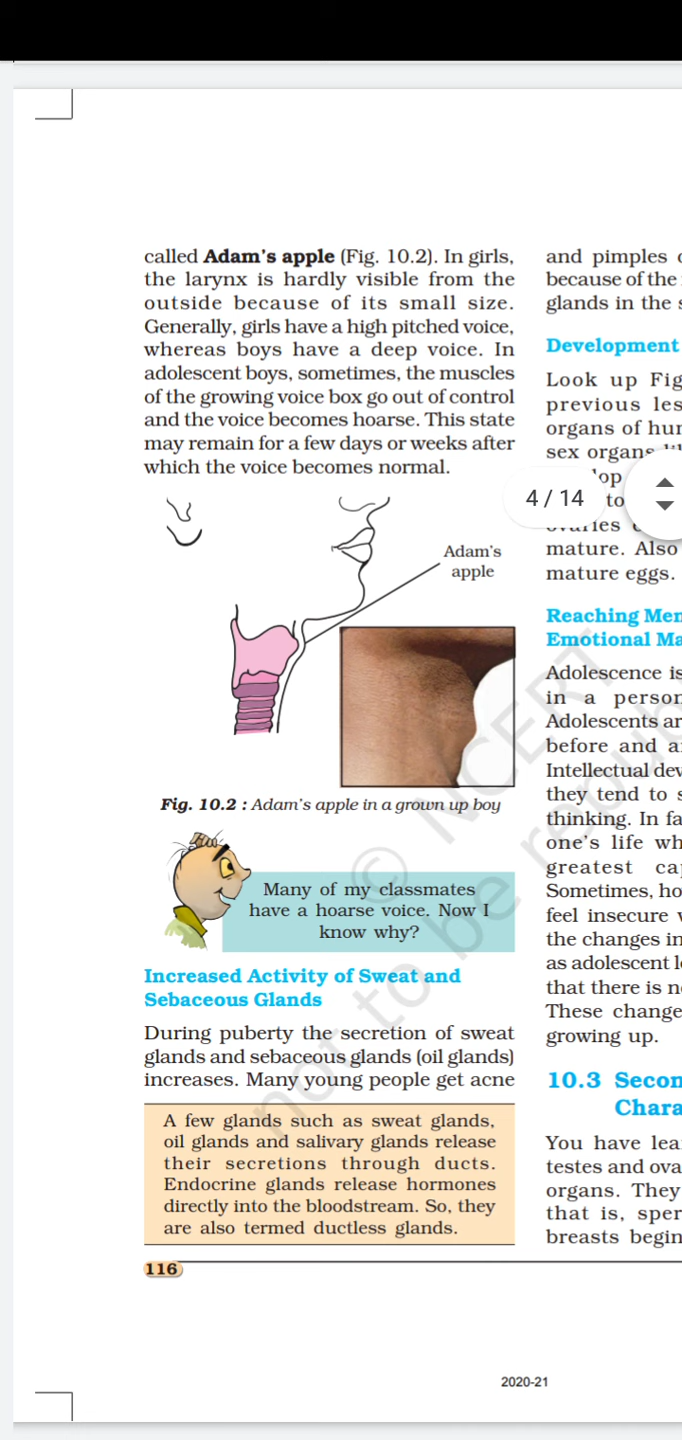 called Adam's apple (Fig. 10.2). In girls,
the larynx is hardly visible from the
outside because of its small size.
Generally, girls have a high pitched voice,
whereas boys have a deep voice. In
adolescent boys, sometimes, the muscles
of the growing voice box go out of control
and the voice becomes hoarse. This state
may remain for a few days or weeks after
which the voice becomes normal.
Adam's
apple
Fig. 10.2 : Adam's apple in a grown up boy
Many of my classmates
have a hoarse voice. Now I
know why?
Increased Activity of Sweat and
Sebaceous Glands
During puberty the secretion of sweat
glands and sebaceous glands (oil glands)
increases. Many young people get acne
A few glands such as sweat glands,
oil glands and salivary glands release
their secretions through ducts.
Endocrine glands release hormones
directly into the bloodstream. So, they
are also termed ductless glands.
116
and pimples
because of the
glands in the
Development
Look up Fig
previous les
organs of hu
sex organs
4 / 14
to
mature. Also
mature eggs.
Reaching Men
Emotional Ma
Adolescence is
in a person
Adolescents ar
before and a
Intellectual dev
they tend to s
thinking. In fa
one's life wh
greatest ca
Sometimes, ho
feel insecure
the changes in
as adolescent l
that there is n
These change
growing up.
10.3 Secon
Chara
You have lea
testes and ova
organs. They
that is, sper
breasts begin
© NCERT
not to be repub
2020-21